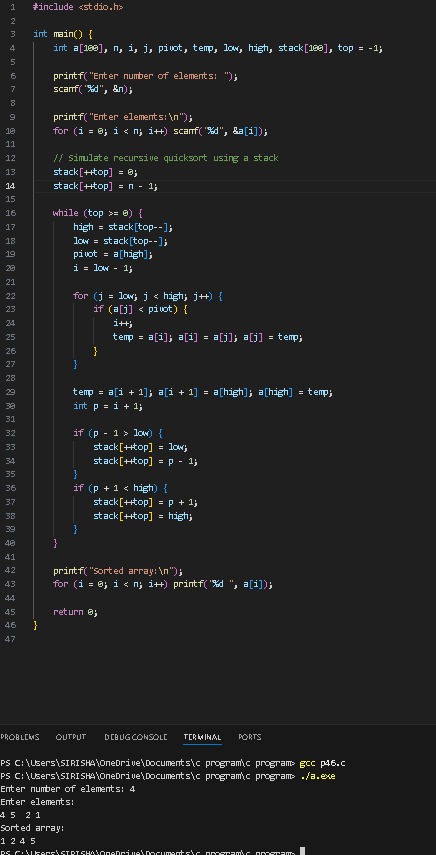 1 #include <stdio.h>
2
3 int main() {
4 int a[100], n, i, j, pivot, temp, low, high, stack[100], top = -1;
5
6 printf("Enter number of elements: ");
7 scanf("%d", &n);
8
9 printf("Enter elements:\n");
10 for (i = 0; i < n; i++) scanf("%d", &a[i]);
11
12 // Simulate recursive quicksort using a stack
13 stack[++top] = 0;
14 stack[++top] = n - 1;
15
16 while (top >= 0) {
17 high = stack[top--];
18 low = stack[top--];
19 pivot = a[high];
20 i = low - 1;
21
22 for (j = low; j < high; j++) {
23 if (a[j] < pivot) {
24 i++;
25 temp = a[i]; a[i] = a[j]; a[j] = temp;
26 }
27 }
28
29 temp = a[i + 1]; a[i + 1] = a[high]; a[high] = temp;
30 int p = i + 1;
31
32 if (p - 1 > low) {
33 stack[++top] = low;
34 stack[++top] = p - 1;
35 }
36 if (p + 1 < high) {
37 stack[++top] = p + 1;
38 stack[++top] = high;
39 }
40 }
41
42 printf("Sorted array:\n");
43 for (i = 0; i < n; i++) printf("%d ", a[i]);
44
45 return 0;
46 }
47
PROBLEMS OUTPUT DEBUG CONSOLE TERMINAL PORTS
PS C:\Users\SIRISHA\OneDrive\Documents\c program\c program> gcc p46.c
PS C:\Users\SIRISHA\OneDrive\Documents\c program\c program> ./a.exe
Enter number of elements: 4
Enter elements:
4 5 2 1
Sorted array:
1 2 4 5
PS C:\Users\SIRISHA\OneDrive\Documents\c program\c program>